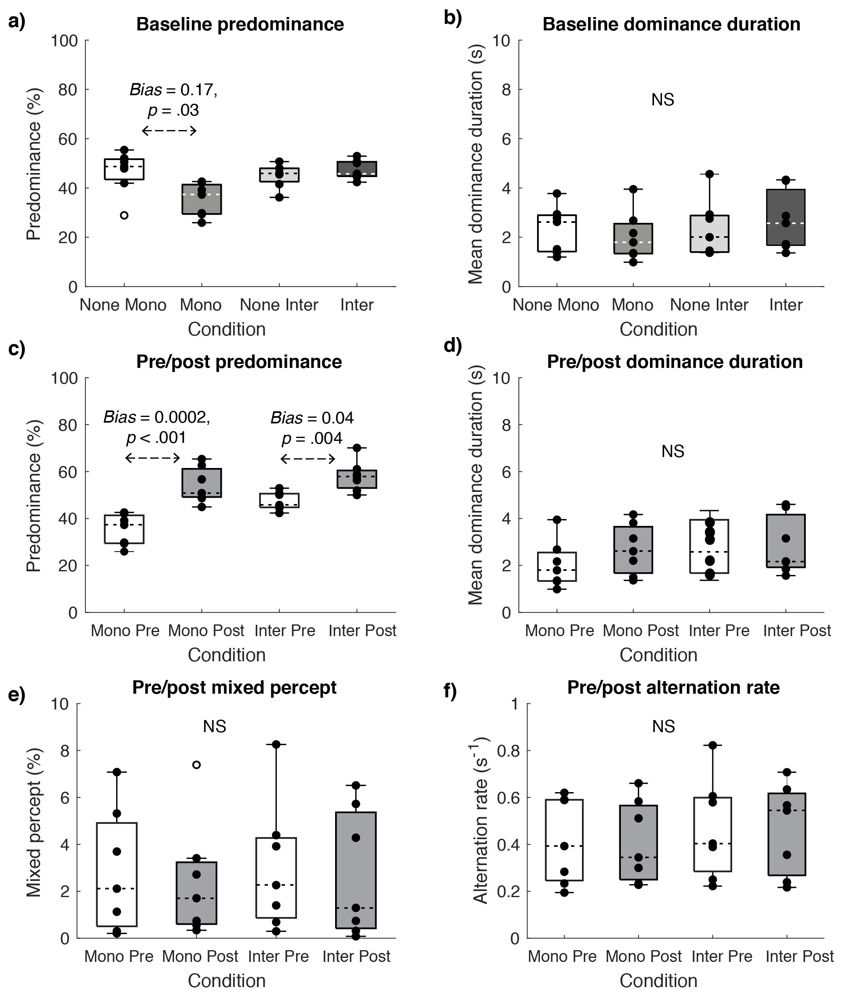 a)
Baseline predominance
Predominance (%)
100
80
60
40
20
0
Bias = 0.17,
p = .03
None Mono
Mono
None Inter
Inter
Condition
b)
Baseline dominance duration
Mean dominance duration (s)
10
8
6
4
2
0
NS
None Mono
Mono
None Inter
Inter
Condition
c)
Pre/post predominance
Predominance (%)
100
80
60
40
20
0
Bias = 0.0002,
p < .001
Bias = 0.04
p = .004
Mono Pre
Mono Post
Inter Pre
Inter Post
Condition
d)
Pre/post dominance duration
Mean dominance duration (s)
10
8
6
4
2
0
NS
Mono Pre
Mono Post
Inter Pre
Inter Post
Condition
e)
Pre/post mixed percept
Mixed percept (%)
10
8
6
4
2
0
NS
Mono Pre
Mono Post
Inter Pre
Inter Post
Condition
f)
Pre/post alternation rate
Alternation rate (s-1)
1
0.8
0.6
0.4
0.2
0
NS
Mono Pre
Mono Post
Inter Pre
Inter Post
Condition